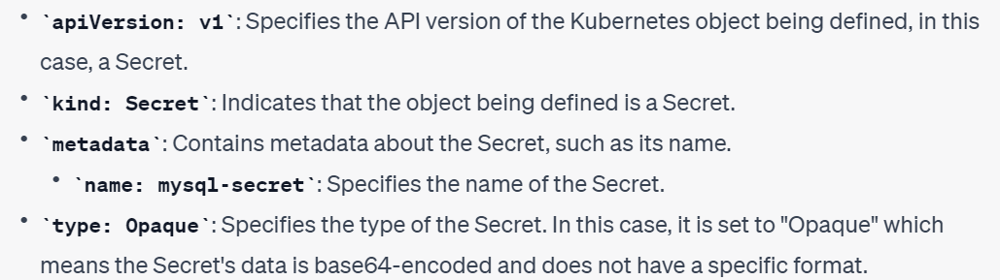 • `apiVersion: v1`: Specifies the API version of the Kubernetes object being defined, in this
case, a Secret.
• `kind: Secret`: Indicates that the object being defined is a Secret.
• `metadata`: Contains metadata about the Secret, such as its name.
• `name: mysql-secret`: Specifies the name of the Secret.
• `type: Opaque`: Specifies the type of the Secret. In this case, it is set to "Opaque" which
means the Secret's data is base64-encoded and does not have a specific format.